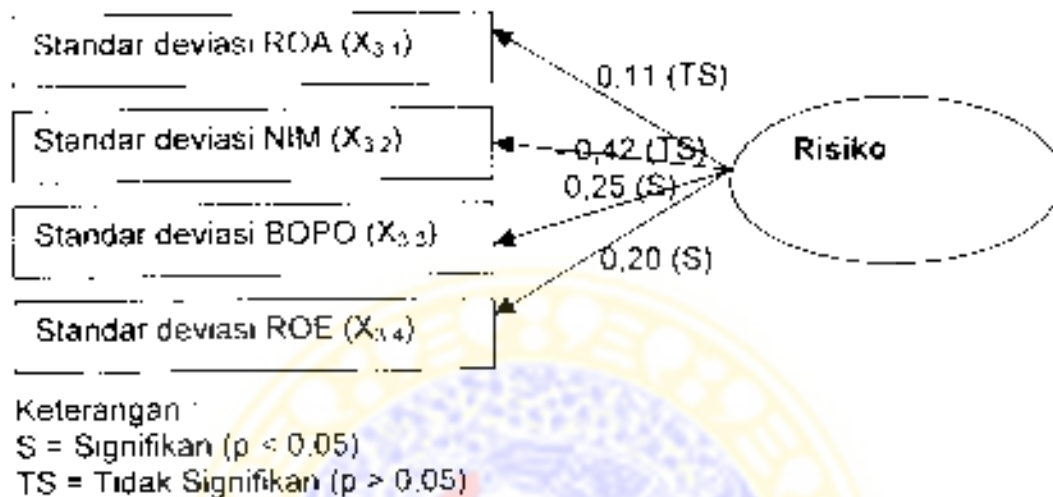 Standar deviasi ROA (X3.1)
0,11 (TS)
Standar deviasi NIM (X3.2)
0,42 (TS)
Risiko
0,25 (S)
Standar deviasi BOPO (X3.3)
0,20 (S)
Standar deviasi ROE (X3.4)
Keterangan :
S = Signifikan (p < 0.05)
TS = Tidak Signifikan (p > 0.05)